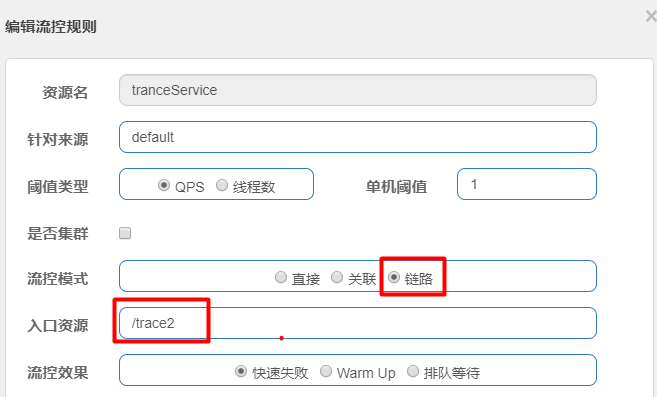 编辑流控规则 ×
资源名 tranceService
针对来源 default
阈值类型 QPS 线程数 单机阈值 1
是否集群
流控模式 直接 关联 链路
入口资源 /trace2
流控效果 快速失败 Warm Up 排队等待